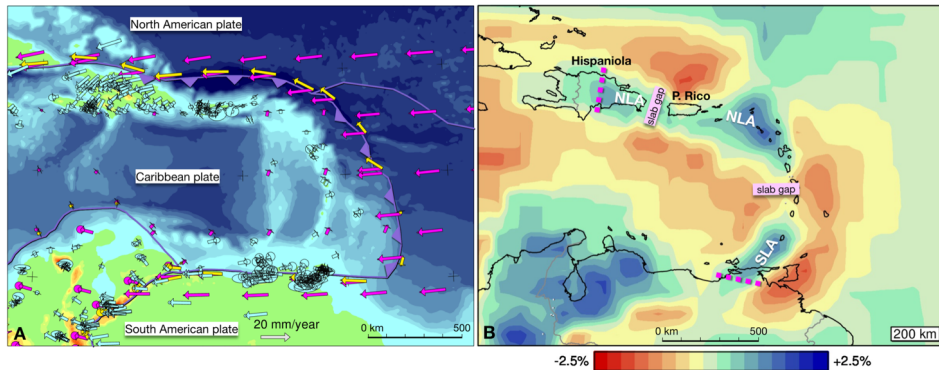 North American plate
Caribbean plate
South American plate
20 mm/year
0 km
500
A
Hispaniola
NLA
slab gap
P. Rico
NLA
slab gap
SLA
0 km
500
B
200 km
-2.5%
+2.5%